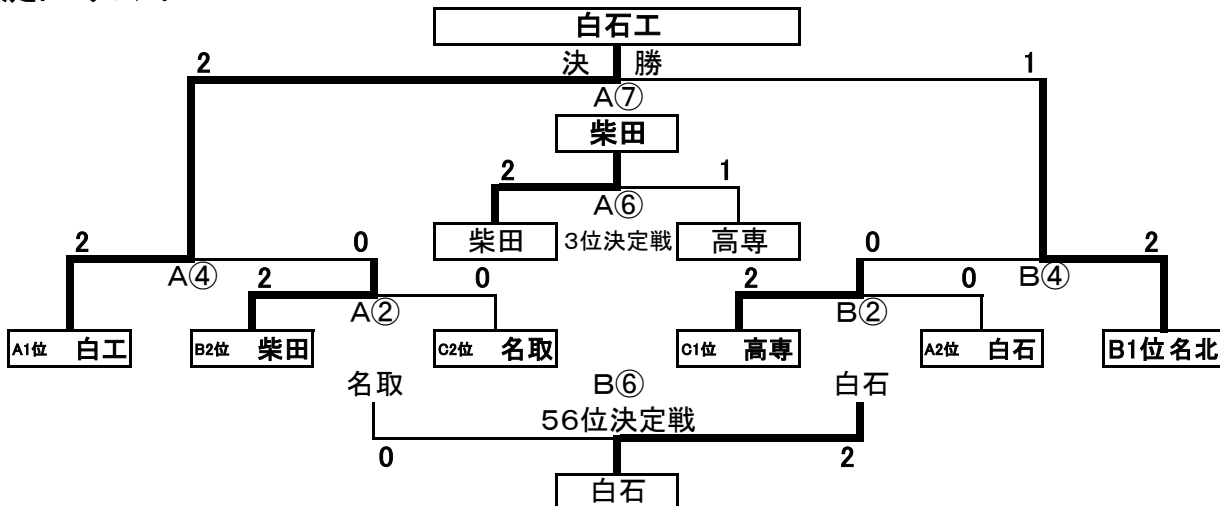 白石工
2 決 勝 1
A⑦
柴田
2 1
A⑥
柴田 3位決定戦 高専
2 0 0 2
A④ B④
2 0 2 0
A② B②
A1位 白工 B2位 柴田 C2位 名取 C1位 高専 A2位 白石 B1位名北
名取 B⑥ 白石
56位決定戦
0 2
白石